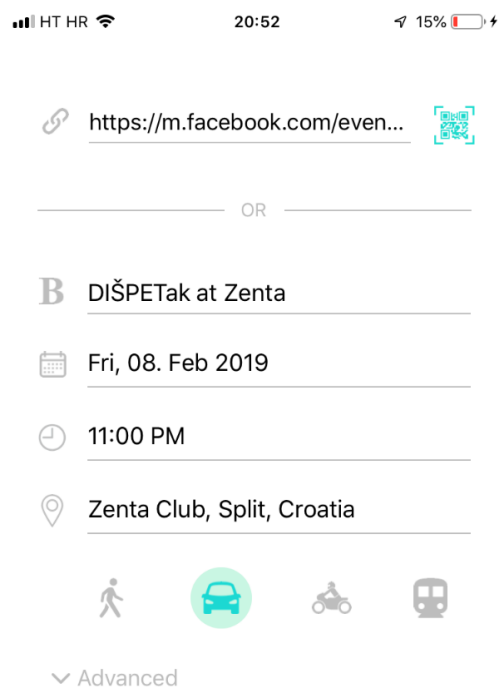 HT HR 20:52 15%
https://m.facebook.com/even...
OR
B DIŠPETak at Zenta
Fri, 08. Feb 2019
11:00 PM
Zenta Club, Split, Croatia
Advanced